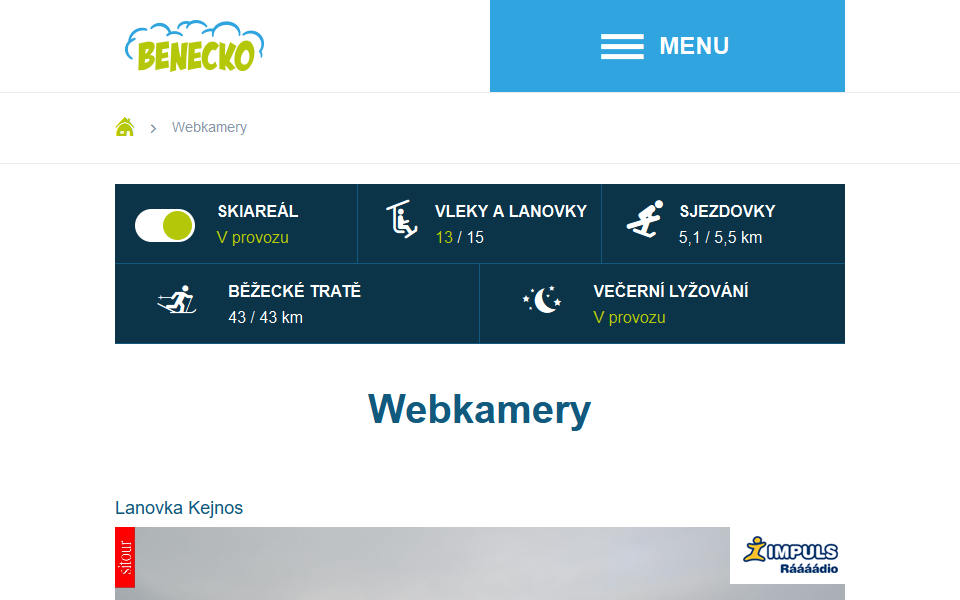 BENECKO
MENU
Webkamery
SKIAREÁL
V provozu
VLEKY A LANOVKY
13 / 15
SJEZDOVKY
5,1 / 5,5 km
BĚŽECKÉ TRATĚ
43 / 43 km
VEČERNÍ LYŽOVÁNÍ
V provozu
Webkamery
Lanovka Kejnos
sitour
IMPULS
Ráááádio